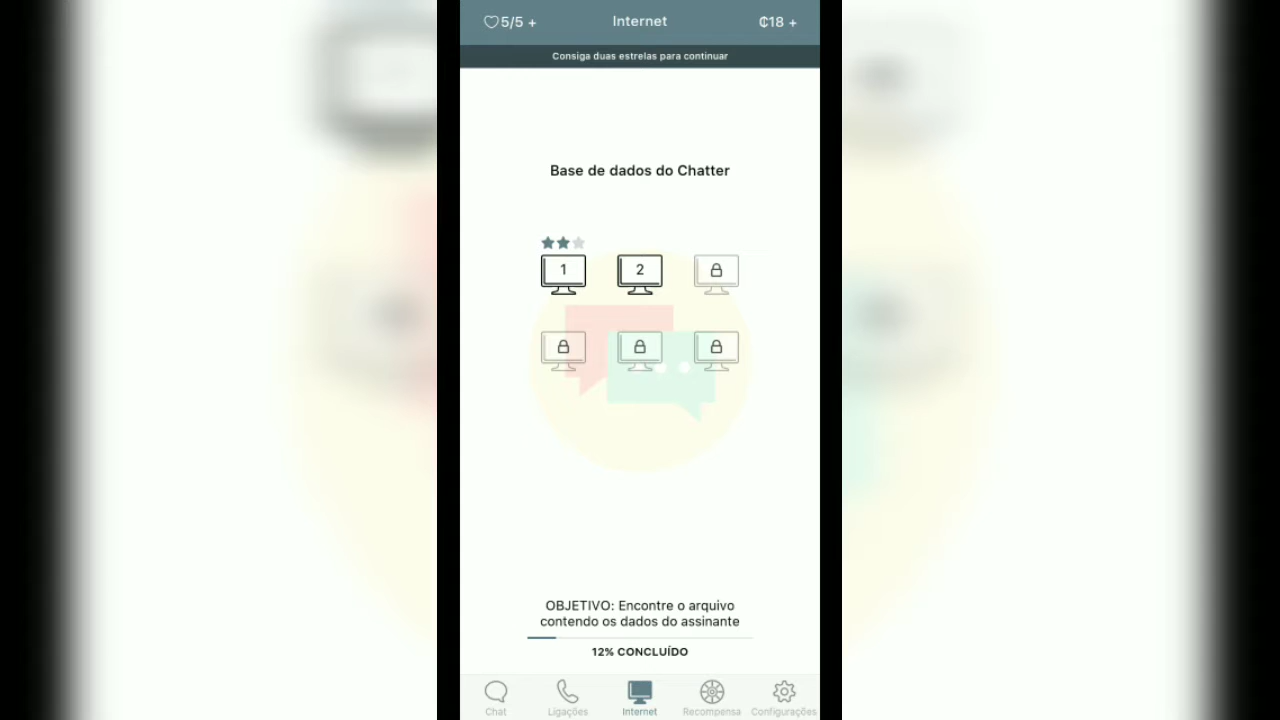 5/5 +
Internet
₵18 +
Consiga duas estrelas para continuar
Base de dados do Chatter
1
2
OBJETIVO: Encontre o arquivo
contendo os dados do assinante
12% CONCLUÍDO
Chat
Ligações
Internet
Recompensa
Configurações